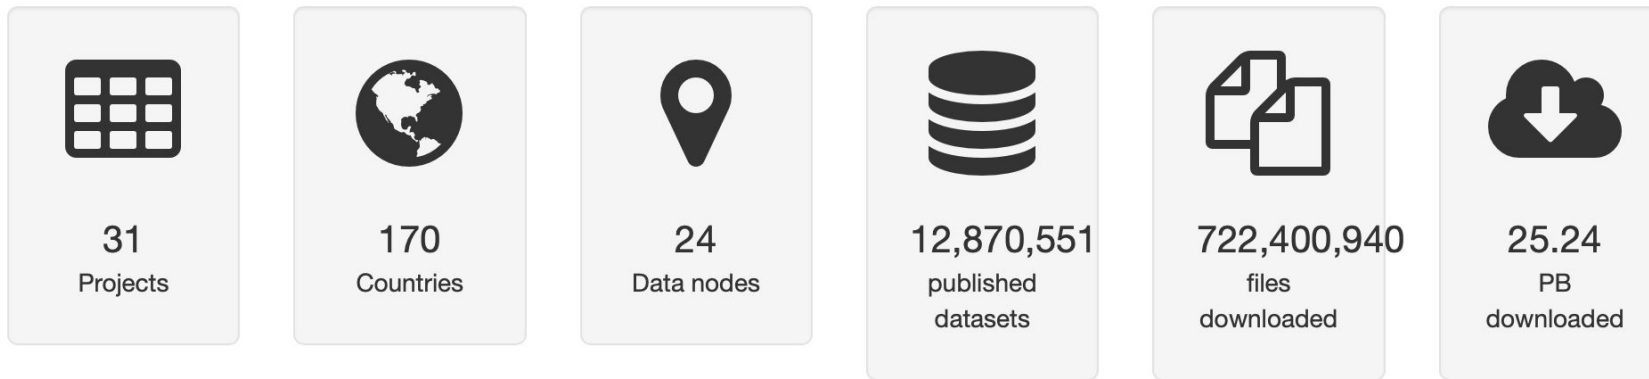 31
Projects
170
Countries
24
Data nodes
12,870,551
published
datasets
722,400,940
files
downloaded
25.24
PB
downloaded